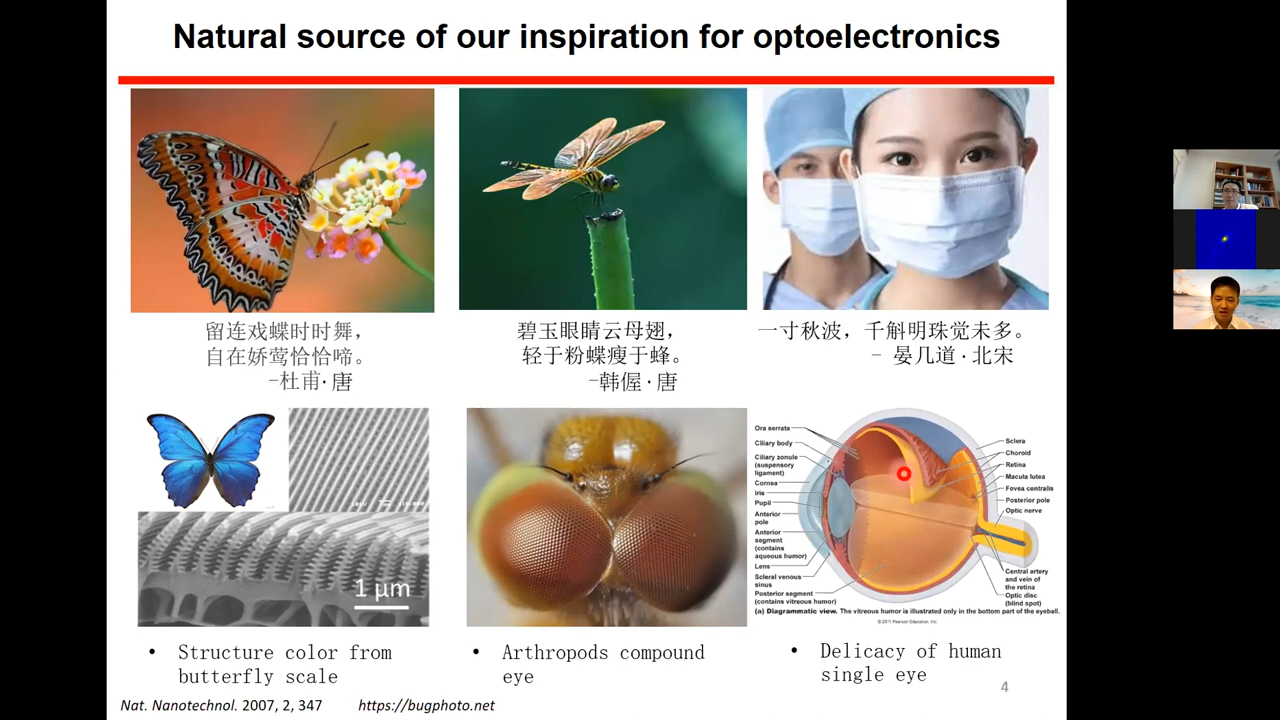 Natural source of our inspiration for optoelectronics
留连戏蝶时时舞，
自在娇莺恰恰啼。
-杜甫·唐
碧玉眼睛云母翅，
轻于粉蝶瘦于蜂。
-韩偓·唐
一寸秋波，千斛明珠觉未多。
- 晏几道·北宋
1 μm
Ora serrata
Ciliary body
Ciliary zonule
(suspensory
ligament)
Cornea
Iris
Pupil
Anterior
pole
Anterior
segment
(contains
aqueous humor)
Lens
Scleral venous
sinus
Posterior segment
(contains vitreous humor)
Sclera
Choroid
Retina
Macula lutea
Fovea centralis
Posterior pole
Optic nerve
Central artery
and vein of
the retina
Optic disc
(blind spot)
(a) Diagrammatic view. The vitreous humor is illustrated only in the bottom part of the eyeball.
© 2011 Pearson Education, Inc.
• Structure color from
butterfly scale
• Arthropods compound
eye
• Delicacy of human
single eye
4
Nat. Nanotechnol. 2007, 2, 347
https://bugphoto.net